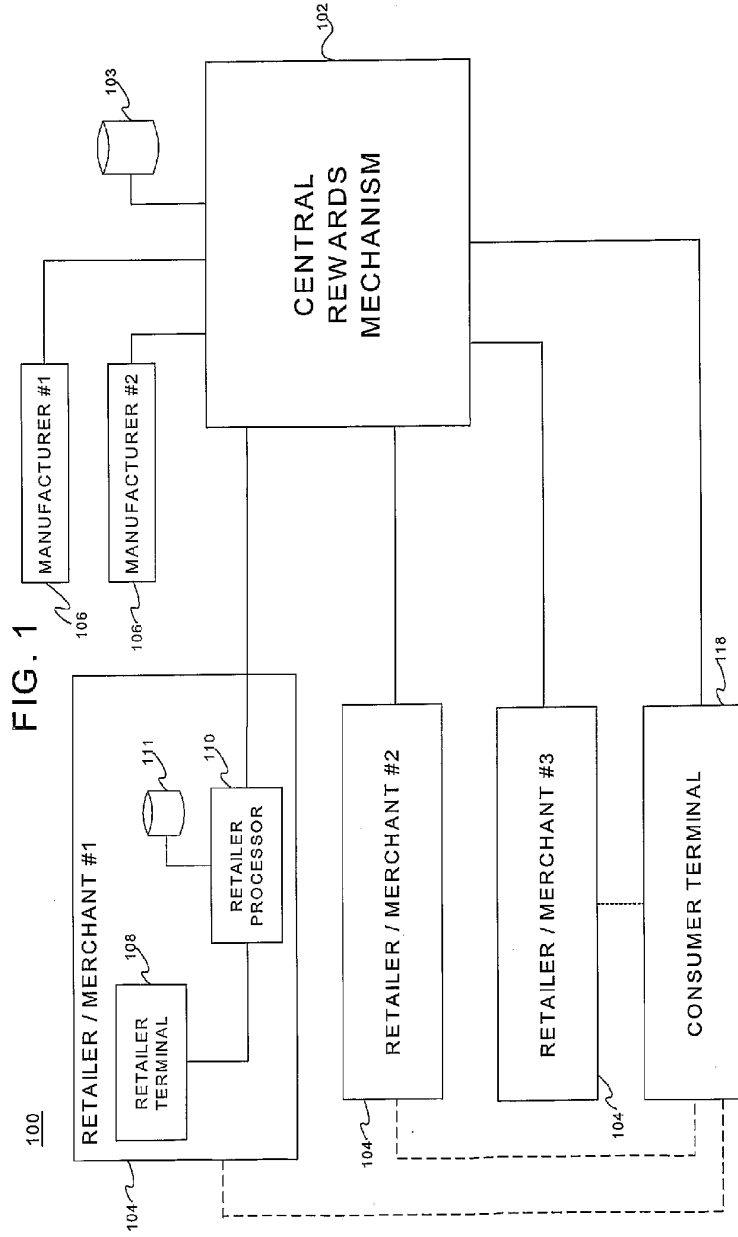 FIG. 1
100
104
RETAILER / MERCHANT #1
108
RETAILER
TERMINAL
111
110
RETAILER
PROCESSOR
106
MANUFACTURER #1
106
MANUFACTURER #2
103
102
CENTRAL
REWARDS
MECHANISM
104
RETAILER / MERCHANT #2
104
RETAILER / MERCHANT #3
CONSUMER TERMINAL
118